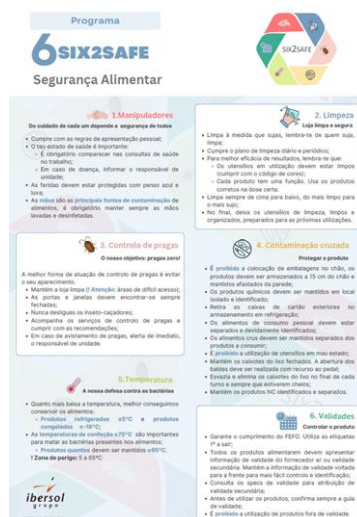 Programa
6SIX2SAFE
Segurança Alimentar
SIX2SAFE
1.Manipuladores
Do cuidado de cada um depende a segurança de todos
• Cumpre com as regras de apresentação pessoal;
• O teu estado de saúde é importante:
- É obrigatório comparecer nas consultas de saúde
no trabalho;
- Em caso de doença, informar o responsável de
unidade;
• As feridas devem estar protegidas com penso azul e
luva;
• As mãos são as principais fontes de contaminação de
alimentos, é obrigatório manter sempre as mãos
lavadas e desinfetadas.
2. Limpeza
Luja limpa e segura
• Limpa à medida que sujas, lembra-te de quem suja,
limpa;
• Cumpre o plano de limpeza diário e periódico;
• Para melhor eficácia de resultados, lembra-te que:
- Os utensílios em utilização devem estar limpos
(cumprir com o código de cores);
- Cada produto tem uma função. Usa os produtos
corretos na dose certa.
• Limpa sempre de cima para baixo, do mais limpo para
o mais sujo;
• No final, deixa os utensílios de limpeza, limpos e
organizados, preparados para as próximas utilizações.
3. Controlo de pragas
O nosso objetivo: pragas zero!
A melhor forma de atuação de controlo de pragas é evitar
o seu aparecimento.
• Mantém a loja limpa (! Atenção: áreas de difícil acesso);
• As portas e janelas devem encontrar-se sempre
fechadas;
• Nunca desligues os inseto-caçadores;
• Acompanha os serviços de controlo de pragas e
cumprir com as recomendações;
• Em caso de avistamento de pragas, alerta de imediato,
o responsável de unidade.
4. Contaminação cruzada
Proteger o produto
• É proibido a colocação de embalagens no chão, os
produtos devem ser armazenados a 15 cm do chão e
mantidos afastados da parede;
• Os produtos químicos devem ser mantidos em local
isolado e identificado;
• Retira as caixas de cartão exteriores no
armazenamento em refrigeração;
• Os alimentos de consumo pessoal devem estar
separados e devidamente identificados;
• Os alimentos crus devem ser mantidos separados dos
produtos a consumir;
• É proibido a utilização de utensílios em mau estado;
• Mantém os caixotes do lixo fechados. A abertura dos
baldes deve ser realizada com recurso ao pedal;
• Esvazia e elimina os caixotes do lixo no final de cada
turno e sempre que estiverem cheios;
• Mantém os produtos NC identificados e separados.
5.Temperatura
A nossa defesa contra as bactérias
• Quanto mais baixa a temperatura, melhor conseguimos
conservar os alimentos:
- Produtos refrigerados ≤5°C e produtos
congelados ≤-18°C;
• As temperaturas de confeção ≥75°C são importantes
para matar as bactérias presentes nos alimentos;
- Produtos quentes devem ser mantidos ≥65°C.
! Zona de perigo: 5 a 65°C
6. Validades
Controlar o produto
• Garante o cumprimento do FEFO. Utiliza as etiquetas
1º a sair;
• Todos os produtos alimentarem devem apresentar
informação de validade do fornecedor e/ ou validade
secundária. Mantém a informação de validade voltada
para a frente para mais fácil controlo e identificação;
• Consulta os specs de validade para atribuição de
validade secundária;
• Antes de utilizar os produtos, confirma sempre a guia
de validade;
• É proibido a utilização de produtos fora de validade.
ibersol
grupo